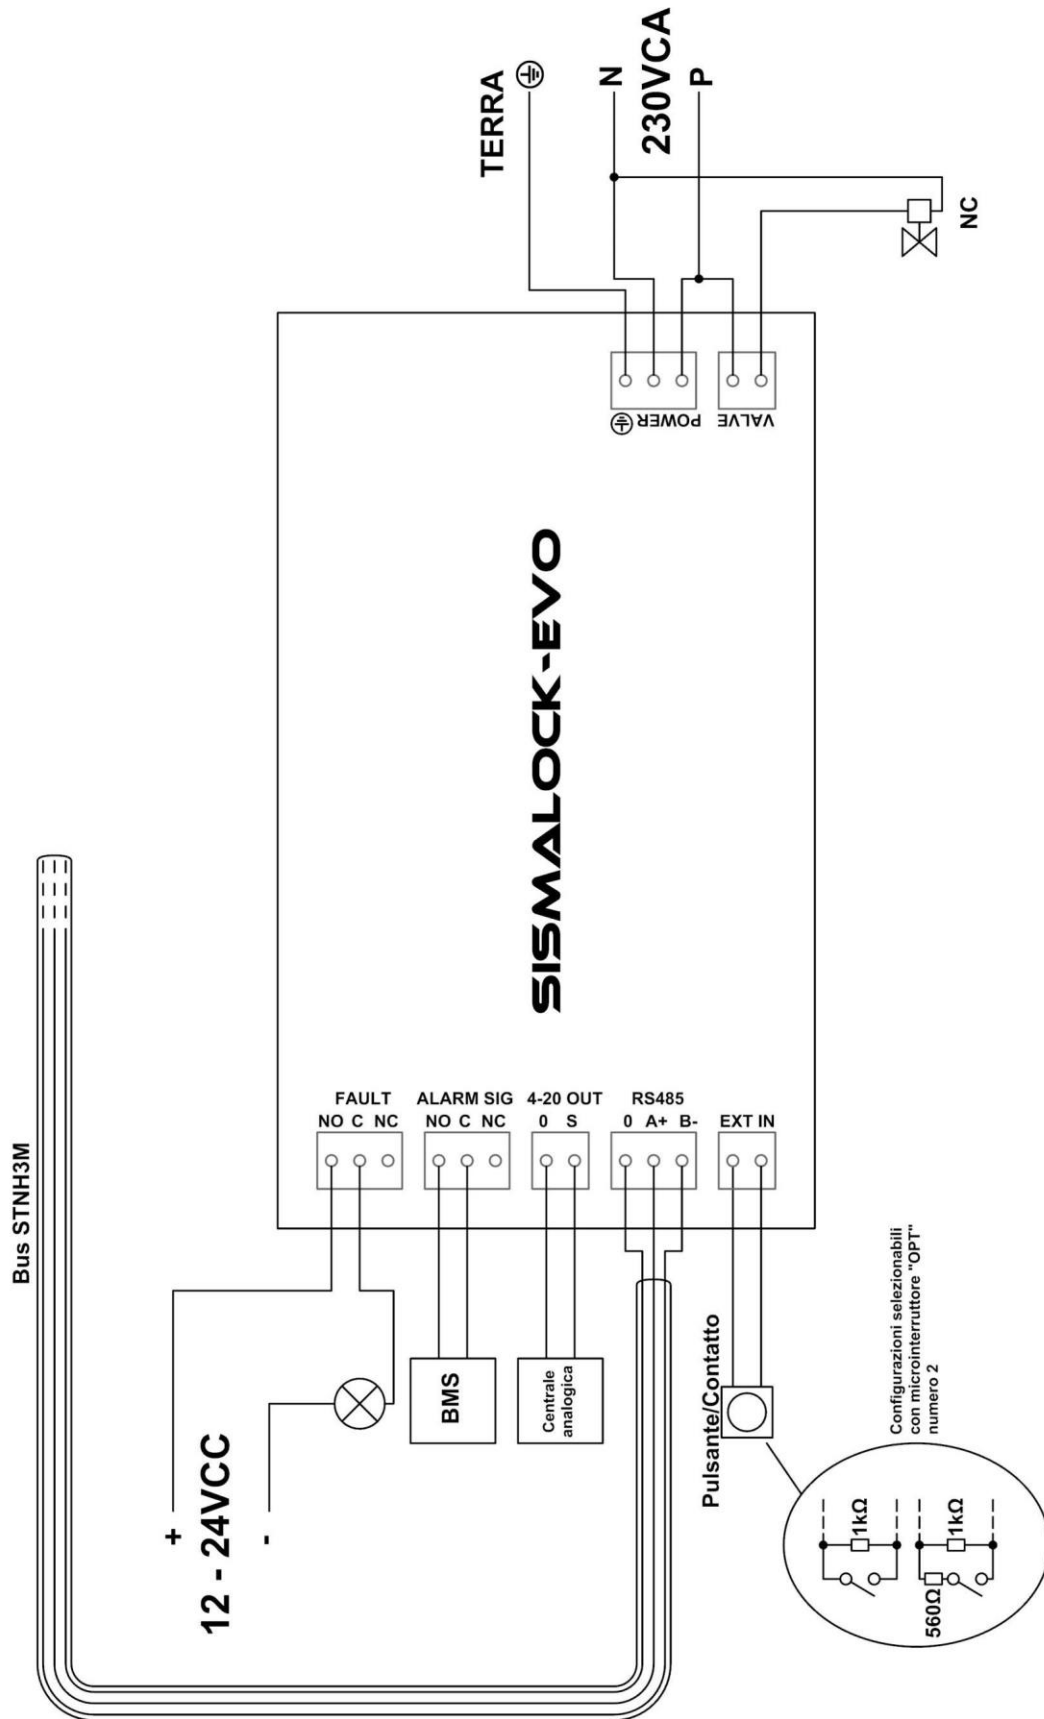 TERRA
N
230VCA
P
NC
POWER
VALVE
SISMALOCK-EVO
Bus STNH3M
FAULT
NO C NC
ALARM SIG
NO C NC
4-20 OUT
0 S
RS485
0 A+ B-
EXT IN
+
12 - 24VCC
-
BMS
Centrale
analogica
Pulsante/Contatto
Configurazioni selezionabili
con microinterruttore "OPT"
numero 2
1kΩ
560Ω
1kΩ